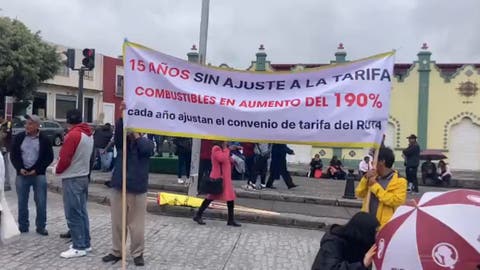 15 AÑOS SIN AJUSTE A LA TARIFA
COMBUSTIBLES EN AUMENTO DEL 190%
cada año ajustan el convenio de tarifa del RUTA